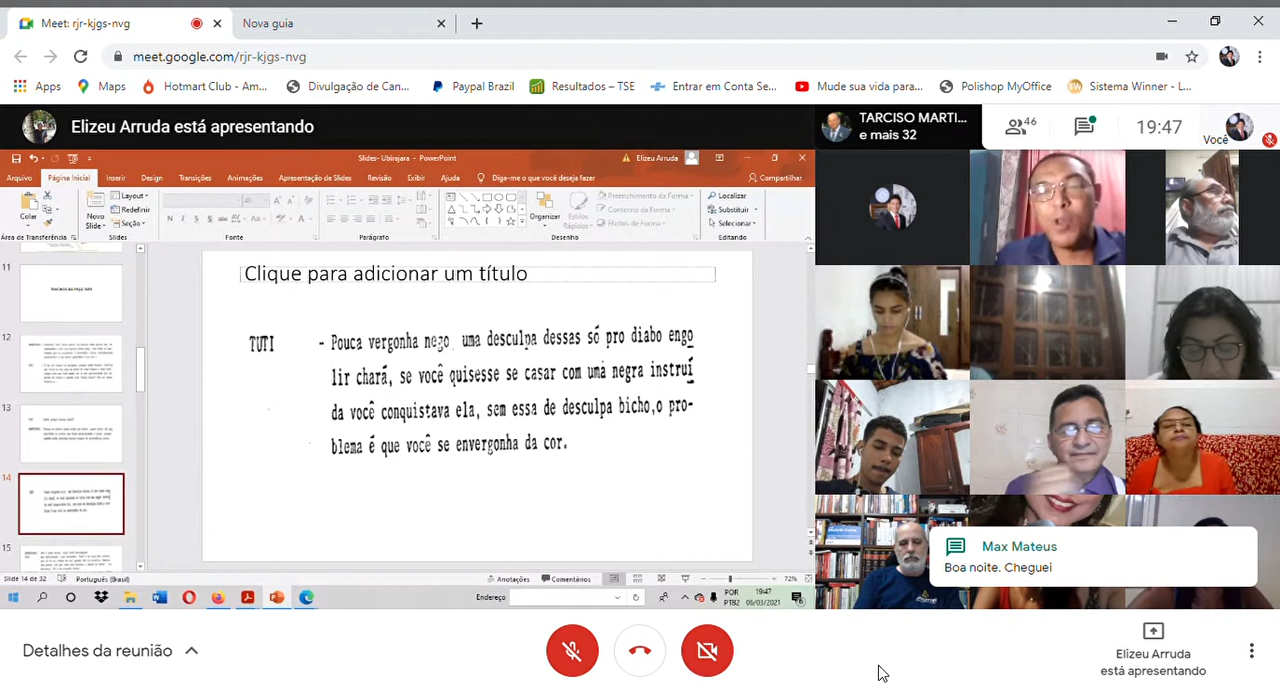 Meet: rjr-kjgs-nvg
Nova guia
meet.google.com/rjr-kjgs-nvg
Apps
Maps
Hotmart Club - Am...
Divulgação de Can...
Paypal Brazil
Resultados – TSE
Entrar em Conta Se...
Mude sua vida para...
Polishop MyOffice
Sistema Winner - L...
Elizeu Arruda está apresentando
TARCISO MARTI...
e mais 32
46
19:47
Você
Slides- Ubirajara - PowerPoint
Elizeu Arruda
Arquivo
Página Inicial
Inserir
Design
Transições
Animações
Apresentação de Slides
Revisão
Exibir
Ajuda
Diga-me o que você deseja fazer
Compartilhar
Colar
Novo
Slide
Layout
Redefinir
Seção
Organizar
Estilos
Rápidos
Preenchimento da Forma
Contorno da Forma
Efeitos de Forma
Localizar
Substituir
Selecionar
Área de Transferência
Slides
Fonte
Parágrafo
Desenho
Editando
11
12
13
14
15
Clique para adicionar um título
TUTI - Pouca vergonha nego, uma desculpa dessas só pro diabo engo
lir chará, se você quisesse se casar com uma negra instruí
da você conquistava ela, sem essa de desculpa bicho,o pro-
blema é que você se envergonha da cor.
Slide 14 de 32
Português (Brasil)
Anotações
Comentários
72%
Endereço
POR
PTB2
19:47
06/03/2021
Max Mateus
Boa noite. Cheguei
Detalhes da reunião
Elizeu Arruda
está apresentando